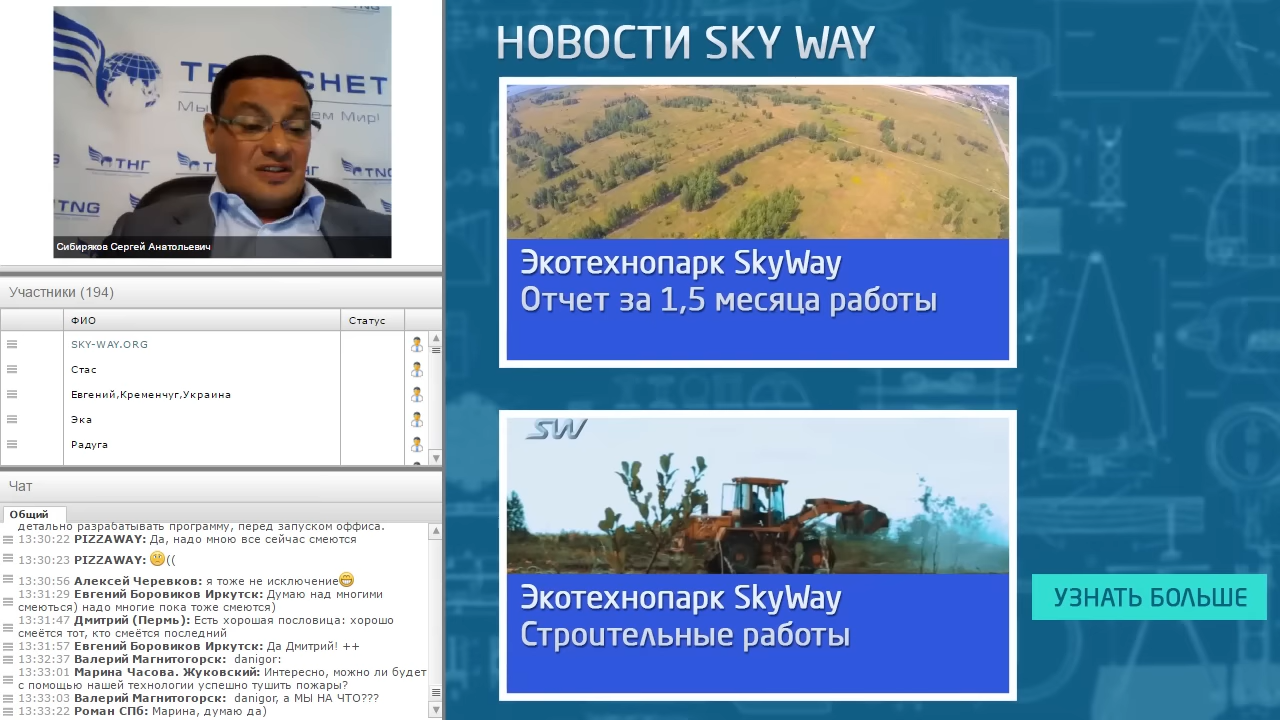 ТНГ
TNG
TNG
TNG
Сибиряков Сергей Анатольевич
Участники (194)
ФИО
Статус
SKY-WAY.ORG
Стас
Евгений,Кременчуг,Украина
Эка
Радуга
Чат
Общий
детально разрабатывать программу, перед запуском оффиса.
13:30:22 PIZZAWAY: Да, надо мною все сейчас смеются
13:30:23 PIZZAWAY: ((
13:30:56 Алексей Черевков: я тоже не исключение
13:31:29 Евгений Боровиков Иркутск: Думаю над многими
смеються) надо многие пока тоже смеются)
13:31:47 Дмитрий (Пермь): Есть хорошая пословица: хорошо
смеётся тот, кто смеётся последний
13:31:57 Евгений Боровиков Иркутск: Да Дмитрий! ++
13:32:37 Валерий Магнитогорск: danigor:
13:33:01 Марина Часова. Жуковский: Интересно, можно ли будет
с помощью нашей технологии успешно тушить пожары?
13:33:03 Валерий Магнитогорск: danigor, а МЫ НА ЧТО???
13:33:22 Роман СПб: Марина, думаю да)
НОВОСТИ SKY WAY
Экотехнопарк SkyWay
Отчет за 1,5 месяца работы
SW
Экотехнопарк SkyWay
Строительные работы
УЗНАТЬ БОЛЬШЕ